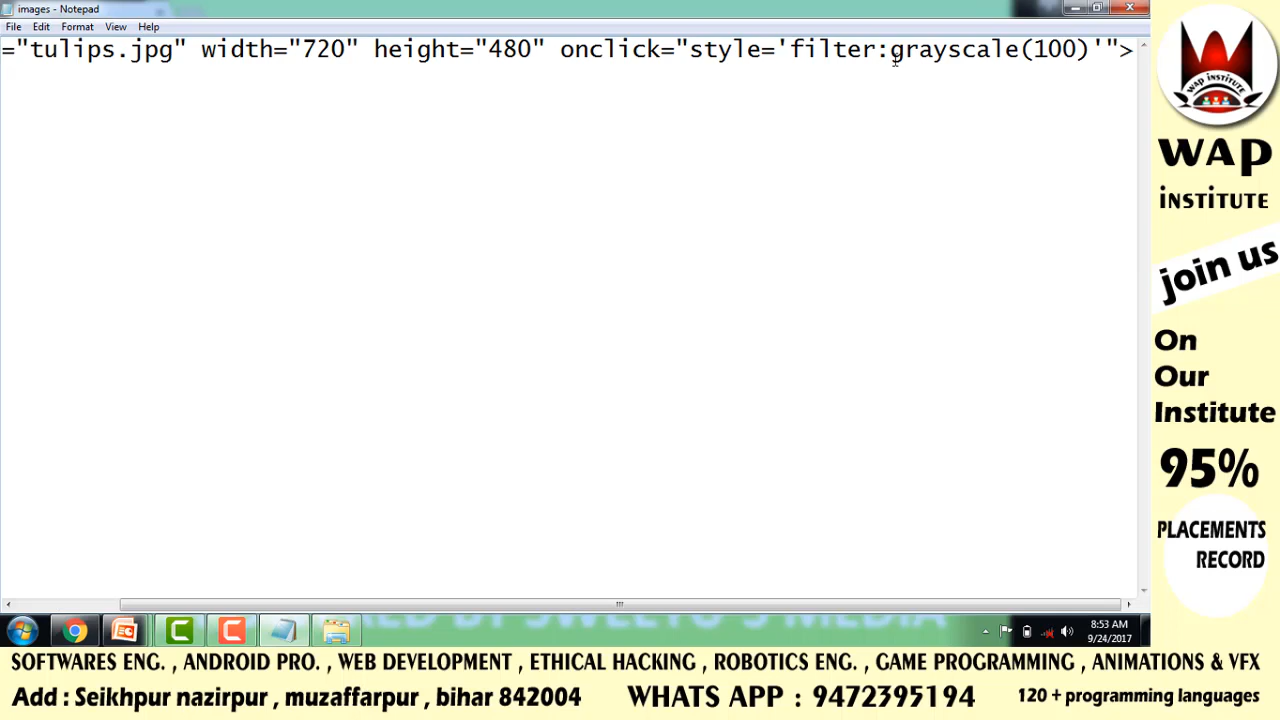 images - Notepad
File Edit Format View Help
="tulips.jpg" width="720" height="480" onclick="style='filter:grayscale(100)'">
WAP INSTITUTE
WAP
iNSTiTUTE
join us
On
Our
Institute
95%
PLACEMENTS
RECORD
8:53 AM
9/24/2017
SOFTWARES ENG. , ANDROID PRO. , WEB DEVELOPMENT , ETHICAL HACKING , ROBOTICS ENG. , GAME PROGRAMMING , ANIMATIONS & VFX
Add : Seikhpur nazirpur , muzaffarpur , bihar 842004 WHATS APP : 9472395194 120 + programming languages